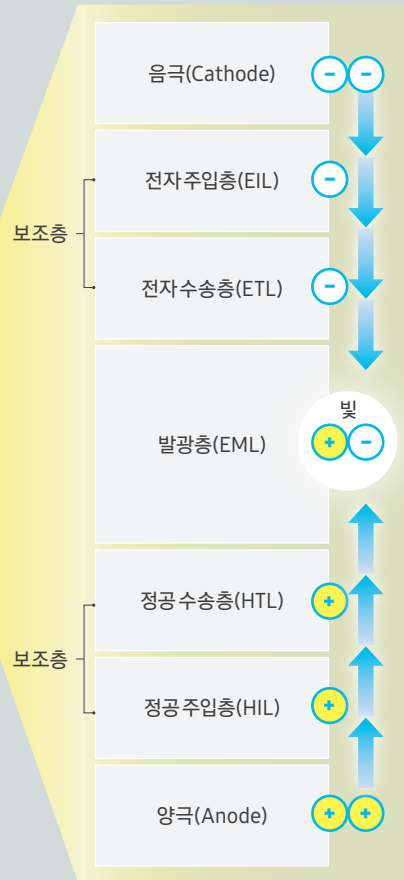 음극(Cathode)
전자 주입층(EIL)
보조층
전자 수송층(ETL)
빛
발광층(EML)
정공 수송층(HTL)
보조층
정공 주입층(HIL)
양극(Anode)